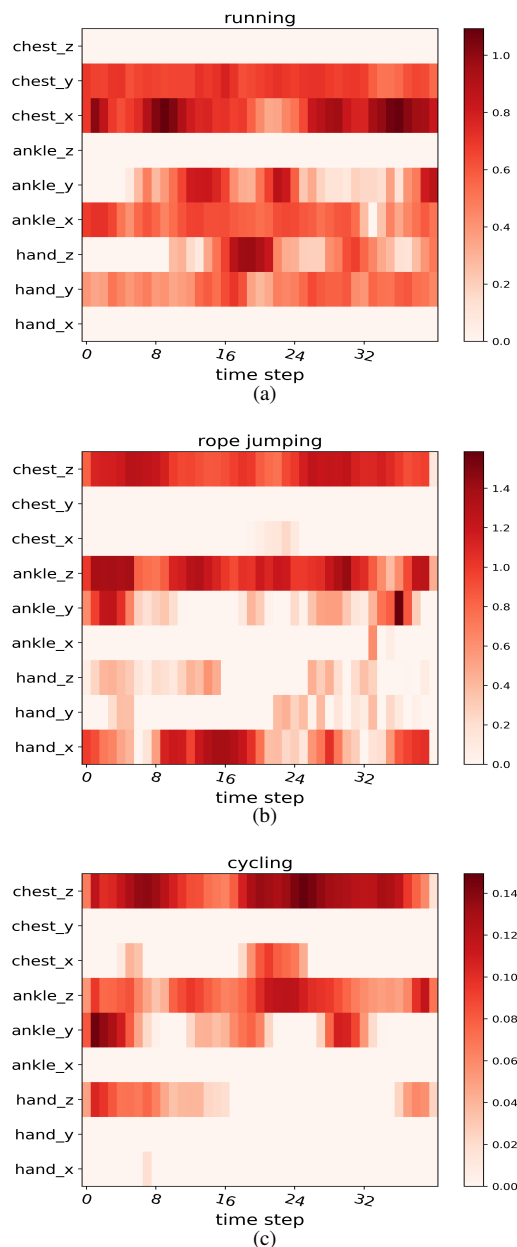 running
chest_z
chest_y
chest_x
ankle_z
ankle_y
ankle_x
hand_z
hand_y
hand_x
0 8 16 24 32
time step
1.0
0.8
0.6
0.4
0.2
0.0
(a)
rope jumping
chest_z
chest_y
chest_x
ankle_z
ankle_y
ankle_x
hand_z
hand_y
hand_x
0 8 16 24 32
time step
1.4
1.2
1.0
0.8
0.6
0.4
0.2
0.0
(b)
cycling
chest_z
chest_y
chest_x
ankle_z
ankle_y
ankle_x
hand_z
hand_y
hand_x
0 8 16 24 32
time step
0.14
0.12
0.10
0.08
0.06
0.04
0.02
0.00
(c)